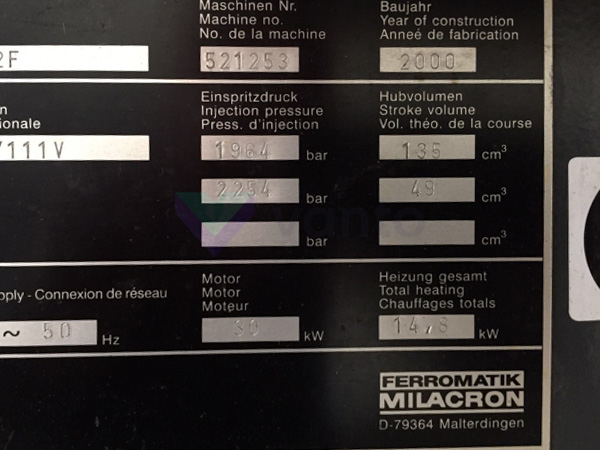 Maschinen Nr.
Machine no.
No. de la machine
Baujahr
Year of construction
Anneé de fabrication
2F
521253
2000
n
ionale
Einspritzdruck
Injection pressure
Press. d'injection
Hubvolumen
Stroke volume
Vol. théo. de la course
/111V
1964 bar
135 cm³
2254 bar
49 cm³
bar
cm³
pply - Connexion de réseau
Motor
Motor
Moteur
Heizung gesamt
Total heating
Chauffages totals
~ 50 Hz
30 kW
14,8 kW
FERROMATIK
MILACRON
D-79364 Malterdingen
vanto